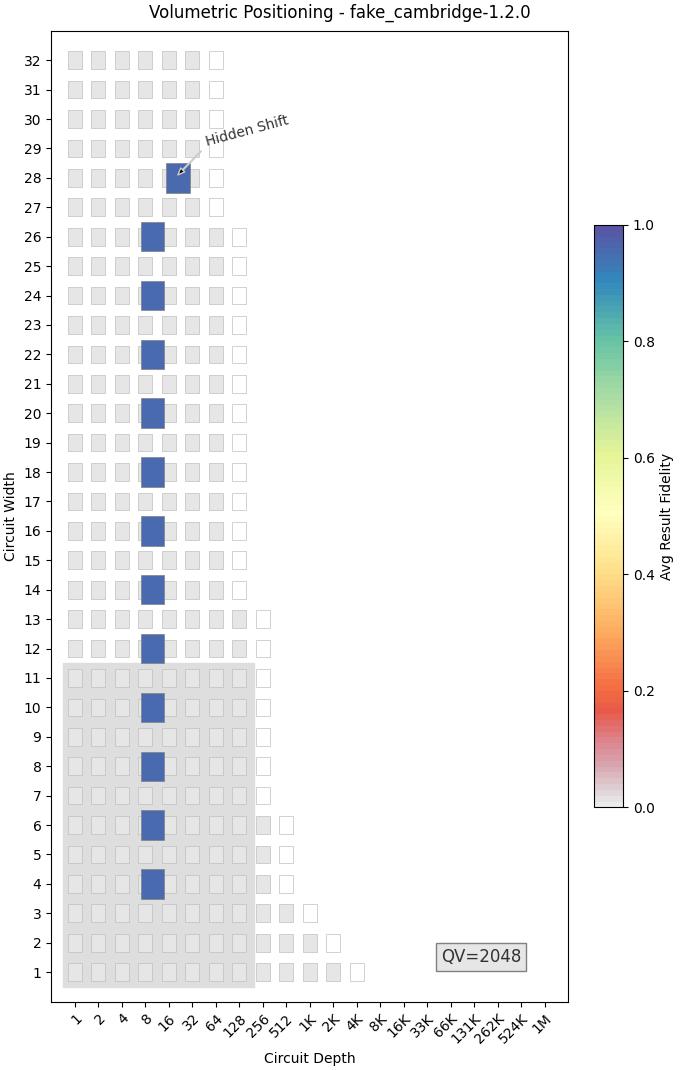 Volumetric Positioning - fake_cambridge-1.2.0
32
31
30
29
28
27
26
25
24
23
22
21
20
19
18
17
16
15
14
13
12
11
10
9
8
7
6
5
4
3
2
1
Circuit Width
Hidden Shift
QV=2048
1
2
4
8
16
32
64
128
256
512
1K
2K
4K
8K
16K
33K
66K
131K
262K
524K
1M
Circuit Depth
1.0
0.8
0.6
0.4
0.2
0.0
Avg Result Fidelity